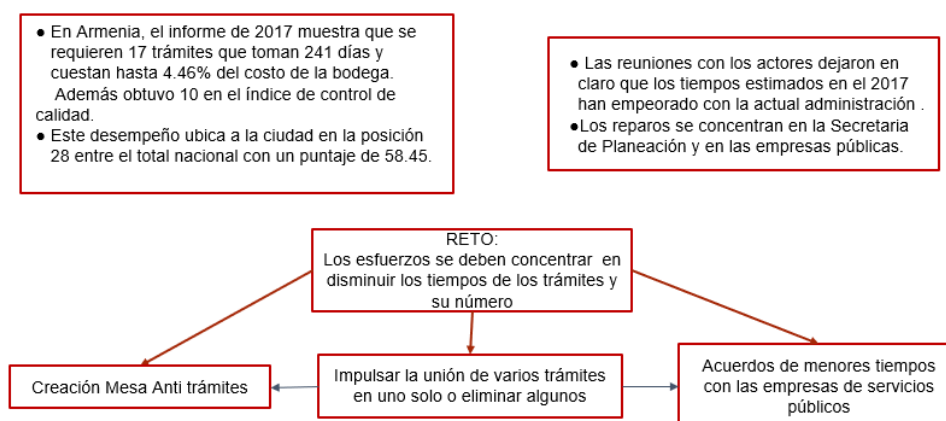 ● En Armenia, el informe de 2017 muestra que se
requieren 17 trámites que toman 241 días y
cuestan hasta 4.46% del costo de la bodega.
Además obtuvo 10 en el índice de control de
calidad.
● Este desempeño ubica a la ciudad en la posición
28 entre el total nacional con un puntaje de 58.45.
● Las reuniones con los actores dejaron en
claro que los tiempos estimados en el 2017
han empeorado con la actual administración .
●Los reparos se concentran en la Secretaria
de Planeación y en las empresas públicas.
RETO:
Los esfuerzos se deben concentrar en
disminuir los tiempos de los trámites y
su número
Creación Mesa Anti trámites
Impulsar la unión de varios trámites
en uno solo o eliminar algunos
Acuerdos de menores tiempos
con las empresas de servicios
públicos